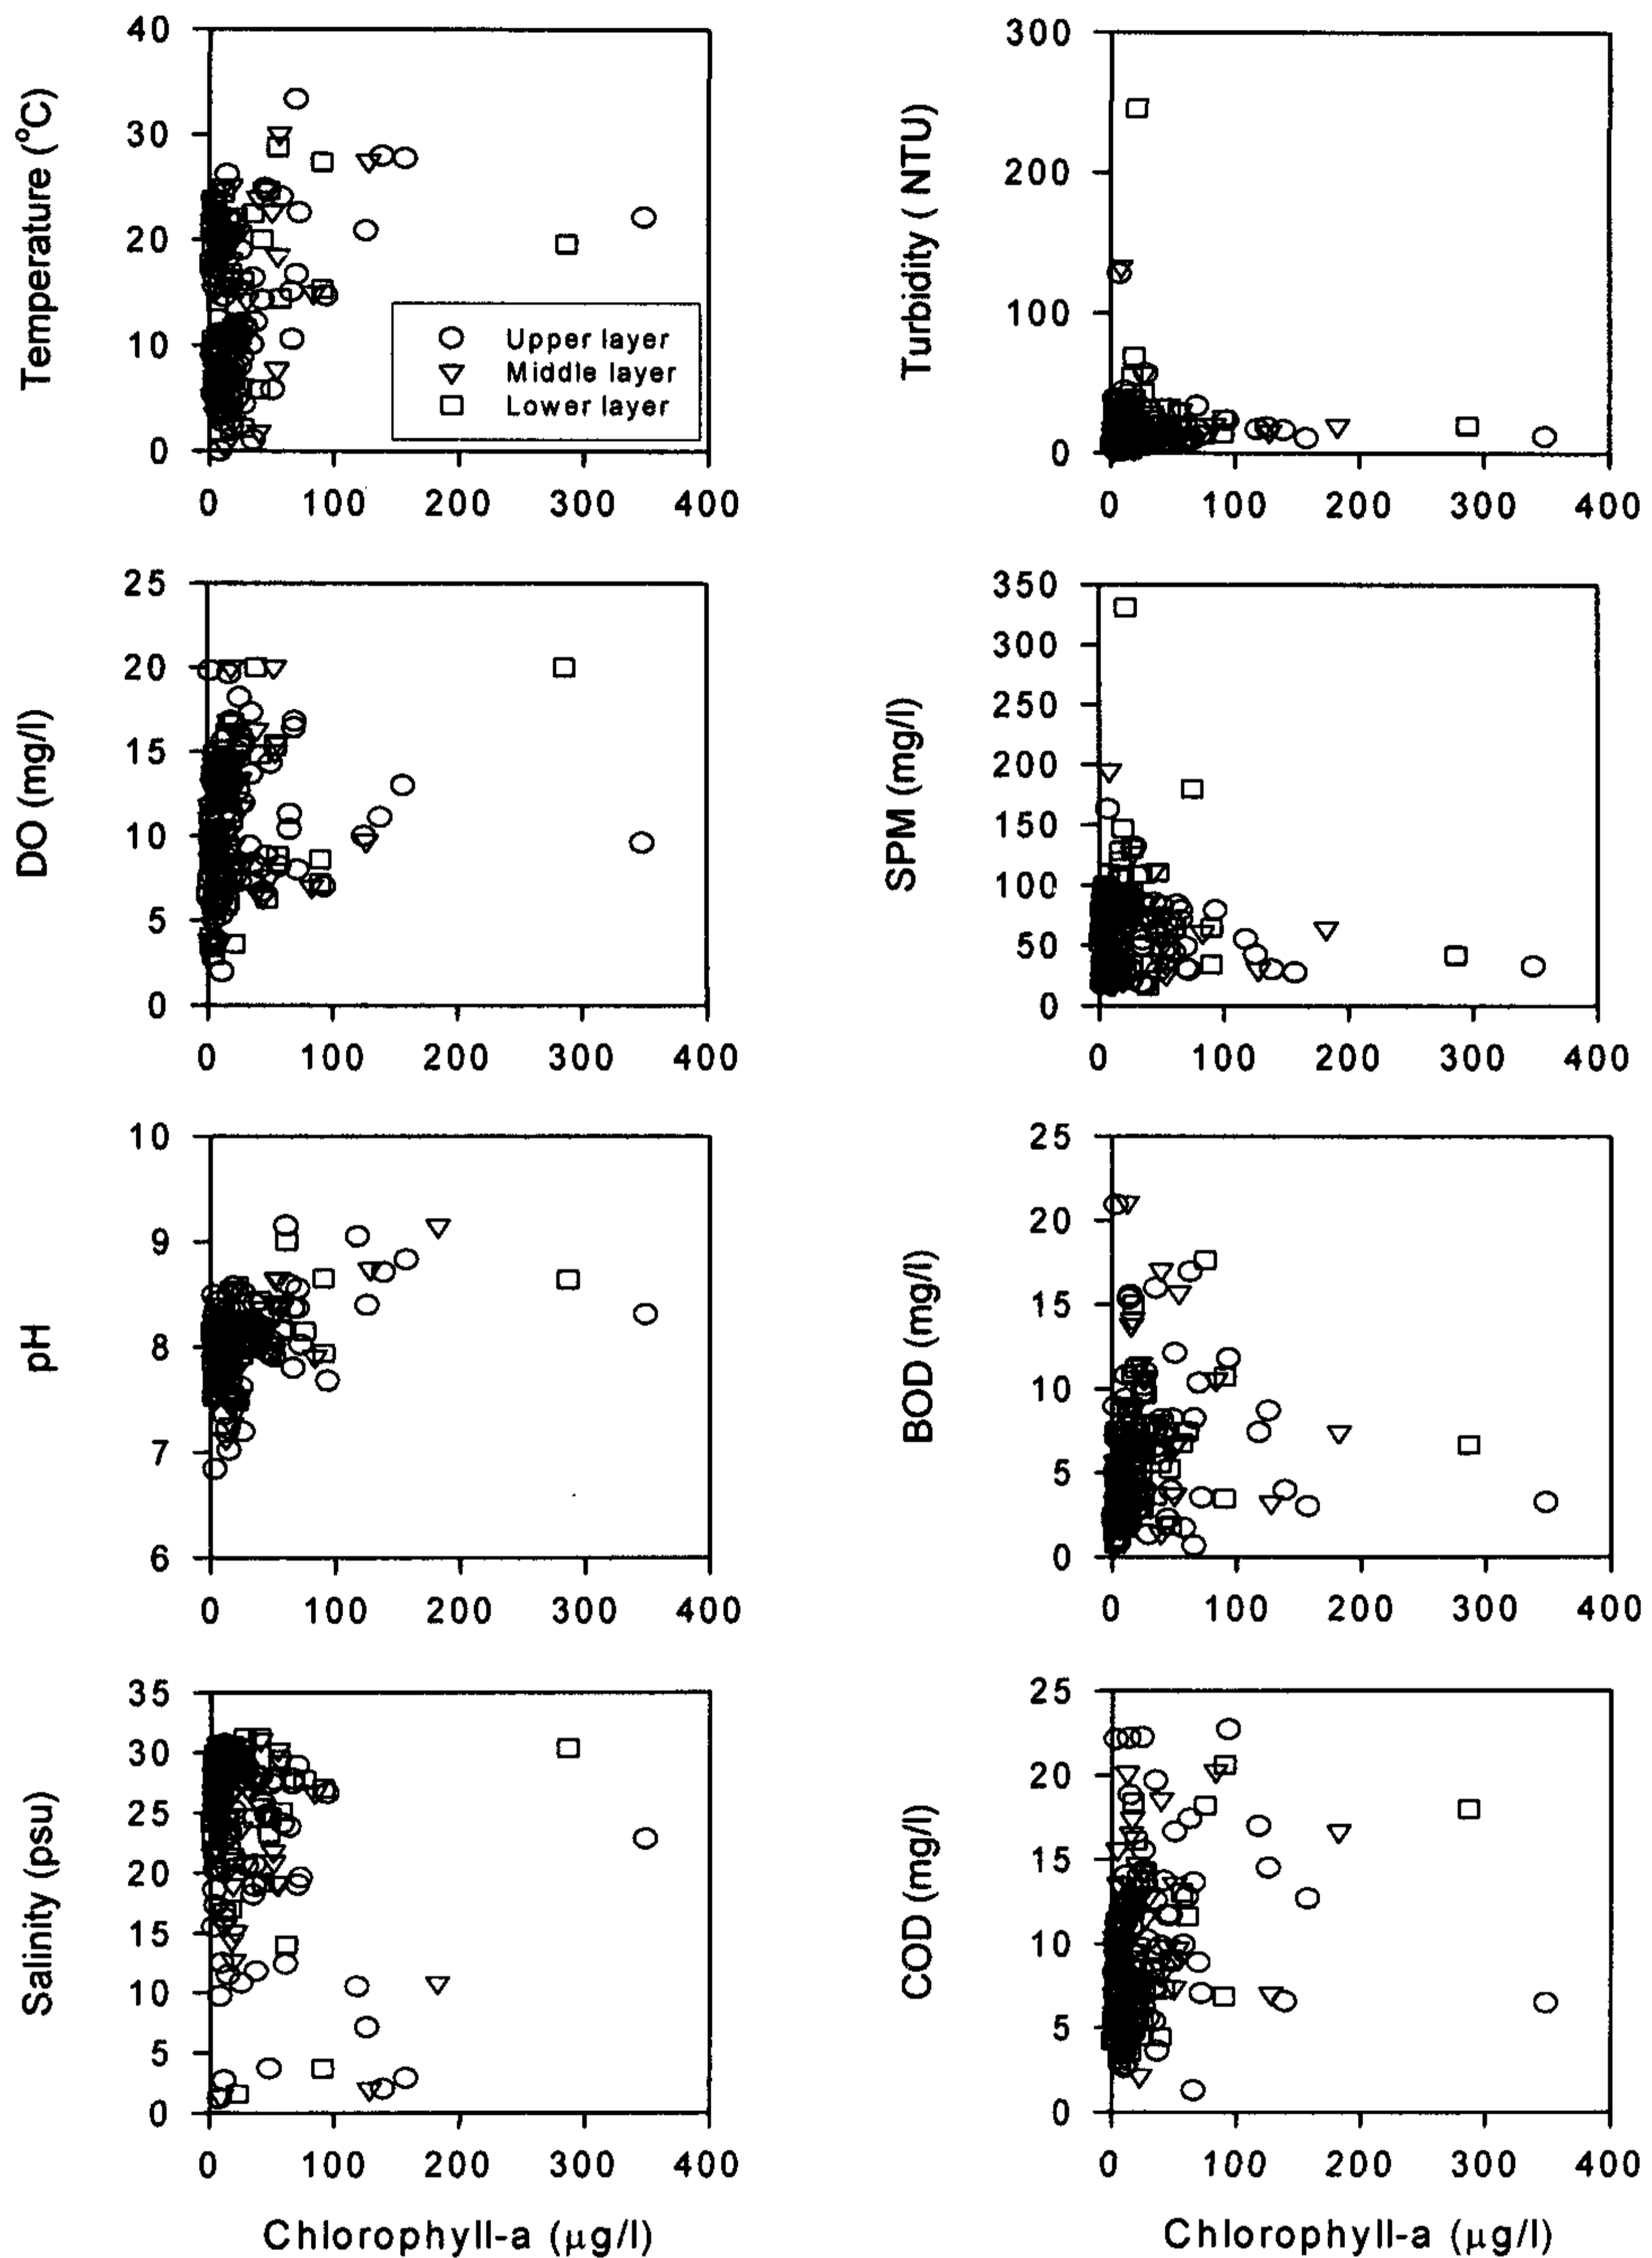 Temperature (°C)
40
30
20
10
0
0 100 200 300 400
Upper layer
Middle layer
Lower layer
Turbidity ( NTU)
300
200
100
0
0 100 200 300 400
DO (mg/l)
25
20
15
10
5
0
0 100 200 300 400
SPM (mg/l)
350
300
250
200
150
100
50
0
0 100 200 300 400
pH
10
9
8
7
6
0 100 200 300 400
BOD (mg/l)
25
20
15
10
5
0
0 100 200 300 400
Salinity (psu)
35
30
25
20
15
10
5
0
0 100 200 300 400
Chlorophyll-a (µg/l)
COD (mg/l)
25
20
15
10
5
0
0 100 200 300 400
Chlorophyll-a (µg/l)